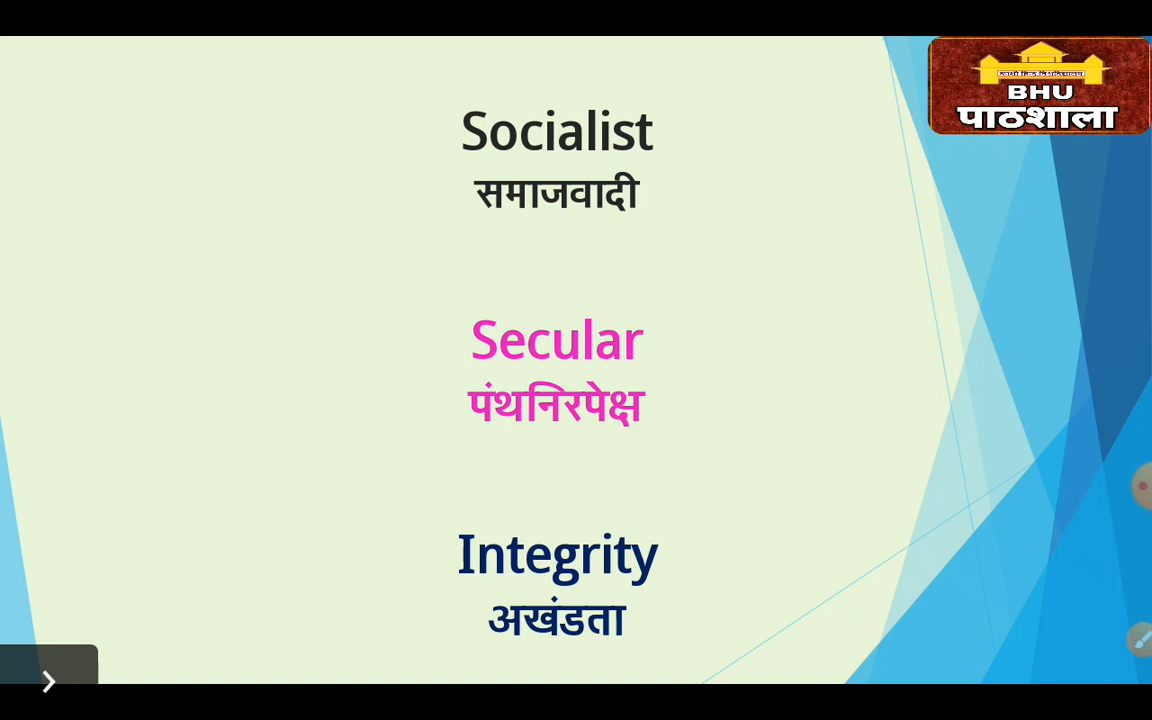 BHU
पाठशाला
Socialist
समाजवादी
Secular
पंथनिरपेक्ष
Integrity
अखंडता